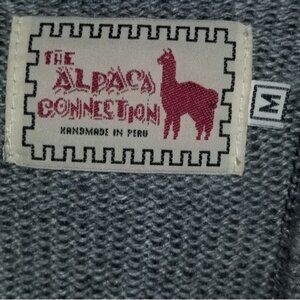 THE
ALPACA
CONNECTION
HANDMADE IN PERU
M